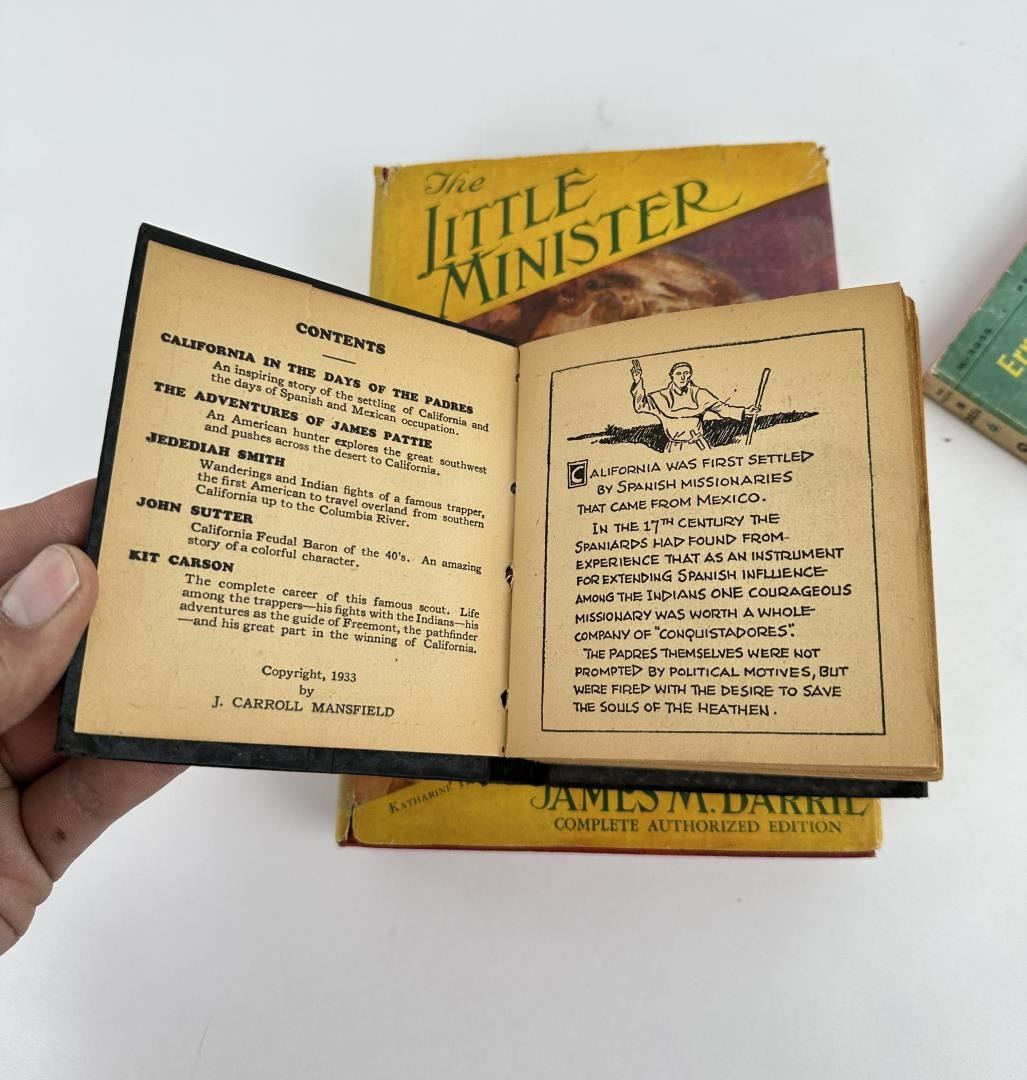 The
LITTLE
MINISTER
CONTENTS
CALIFORNIA IN THE DAYS OF THE PADRES
An inspiring story of the settling of California and
the days of Spanish and Mexican occupation.
THE ADVENTURES OF JAMES PATTIE
An American hunter explores the great southwest
and pushes across the desert to California.
JEDEDIAH SMITH
Wanderings and Indian fights of a famous trapper,
the first American to travel overland from southern
California up to the Columbia River.
JOHN SUTTER
California Feudal Baron of the 40's. An amazing
story of a colorful character.
KIT CARSON
The complete career of this famous scout. Life
among the trappers—his fights with the Indians—his
adventures as the guide of Freemont, the pathfinder
—and his great part in the winning of California.
Copyright, 1933
by
J. CARROLL MANSFIELD
CALIFORNIA WAS FIRST SETTLED
BY SPANISH MISSIONARIES
THAT CAME FROM MEXICO.
IN THE 17TH CENTURY THE
SPANIARDS HAD FOUND FROM
EXPERIENCE THAT AS AN INSTRUMENT
FOR EXTENDING SPANISH INFLUENCE
AMONG THE INDIANS ONE COURAGEOUS
MISSIONARY WAS WORTH A WHOLE
COMPANY OF "CONQUISTADORES".
THE PADRES THEMSELVES WERE NOT
PROMPTED BY POLITICAL MOTIVES, BUT
WERE FIRED WITH THE DESIRE TO SAVE
THE SOULS OF THE HEATHEN.
KATHARINE
JAMES M. BARRIE
COMPLETE AUTHORIZED EDITION